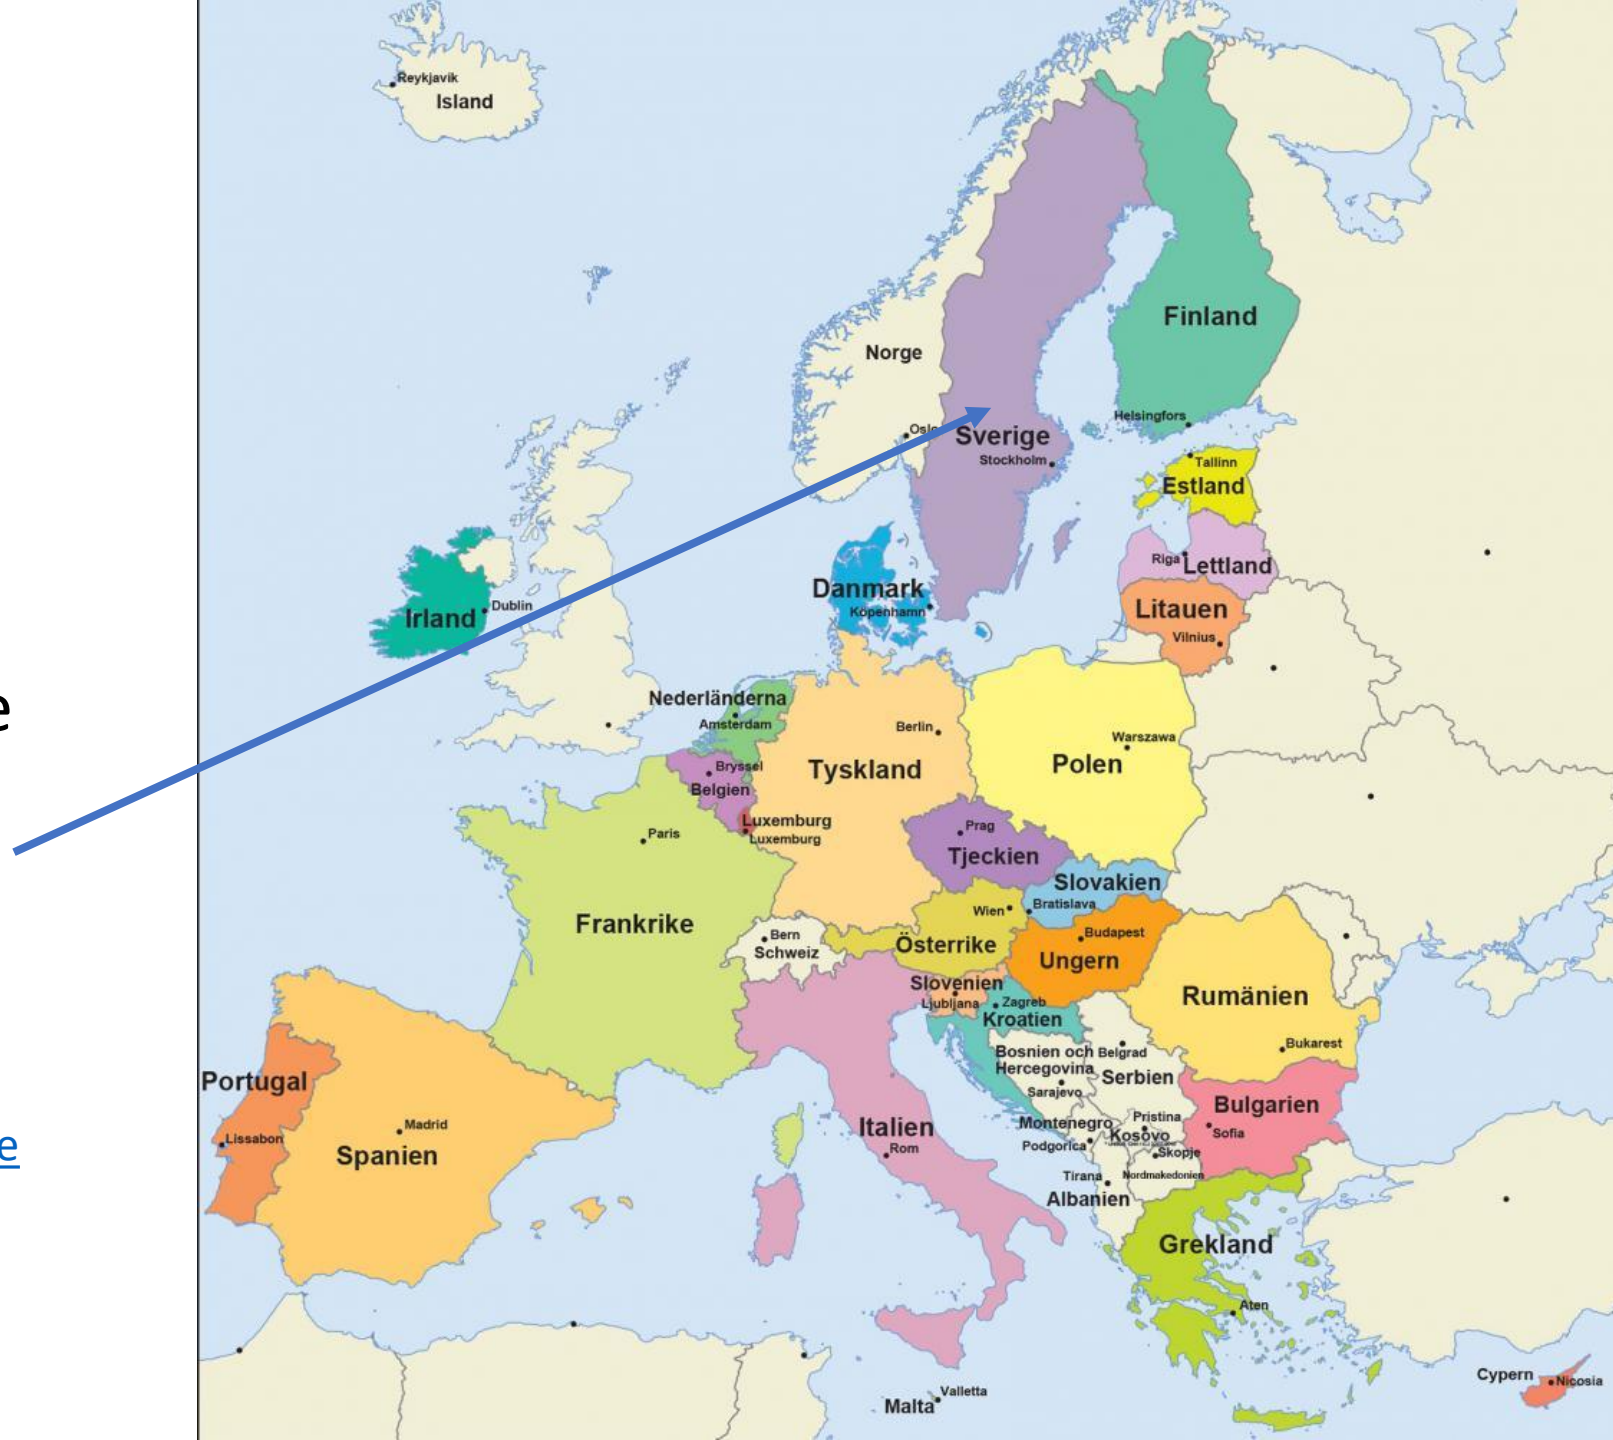 Reykjavik
Island
Finland
Norge
Helsingfors
Oslo
Sverige
Stockholm
Tallinn
Estland
Riga
Lettland
Danmark
Köpenhamn
Litauen
Vilnius
Irland
Dublin
e
Nederländerna
Amsterdam
Berlin
Warszawa
Polen
Tyskland
Bryssel
Belgien
Luxemburg
Luxemburg
Paris
Prag
Tjeckien
Slovakien
Bratislava
Wien
Frankrike
Bern
Schweiz
Österrike
Budapest
Ungern
Slovenien
Ljubljana
Zagreb
Kroatien
Rumänien
Bukarest
Bosnien och
Hercegovina
Sarajevo
Belgrad
Serbien
Portugal
Lissabon
Madrid
Spanien
Italien
Rom
Montenegro
Podgorica
Pristina
Kosovo
Skopje
Nordmakedonien
Bulgarien
Sofia
e
Tirana
Albanien
Grekland
Aten
Valletta
Malta
Cypern
Nicosia